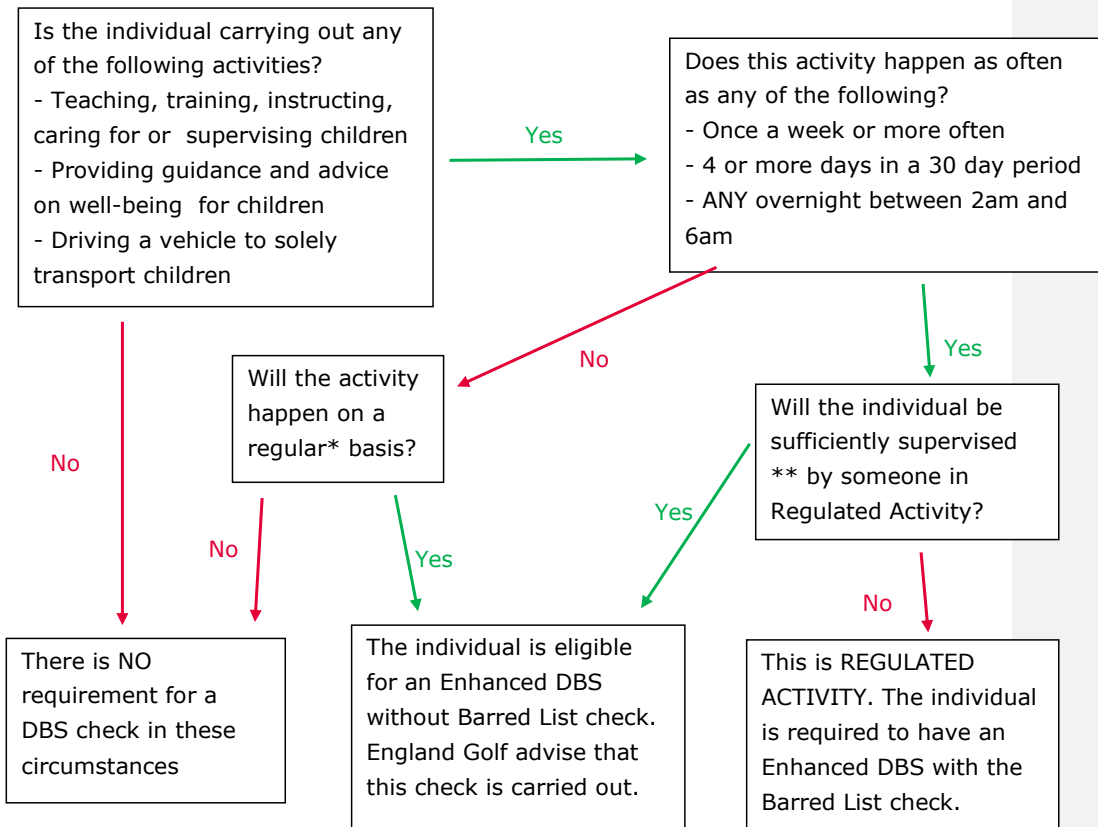 Is the individual carrying out any
of the following activities?
- Teaching, training, instructing,
caring for or  supervising children
- Providing guidance and advice
on well-being  for children
- Driving a vehicle to solely
transport children
Yes
Does this activity happen as often
as any of the following?
- Once a week or more often
- 4 or more days in a 30 day period
- ANY overnight between 2am and
6am
No
No
Yes
Will the activity
happen on a
regular* basis?
Will the individual be
sufficiently supervised
** by someone in
Regulated Activity?
No
Yes
Yes
No
There is NO
requirement for a
DBS check in these
circumstances
The individual is eligible
for an Enhanced DBS
without Barred List check.
England Golf advise that
this check is carried out.
This is REGULATED
ACTIVITY. The individual
is required to have an
Enhanced DBS with the
Barred List check.